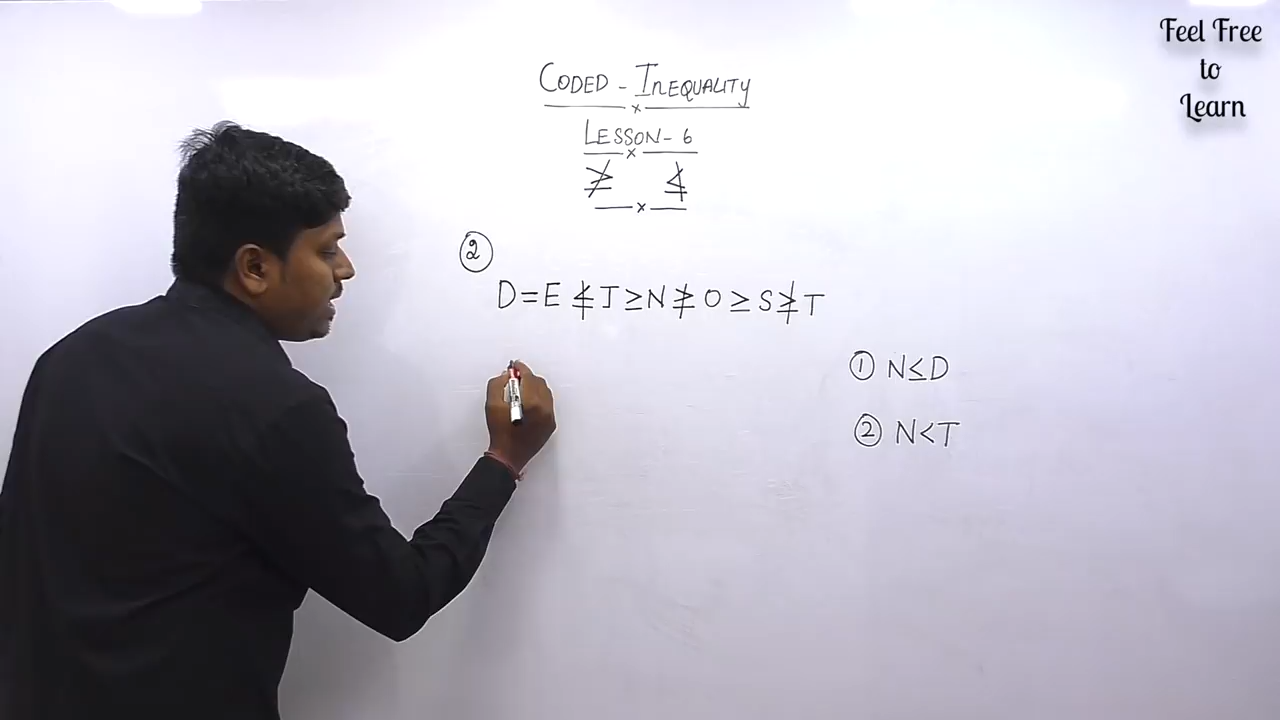 Feel Free
to
Learn
CODED - INEQUALITY
x
LESSON - 6
x
≱ ≰
x
②
D=E ≰ J ≥ N ≱ O ≥ S ≱ T
① N≤D
② N<T